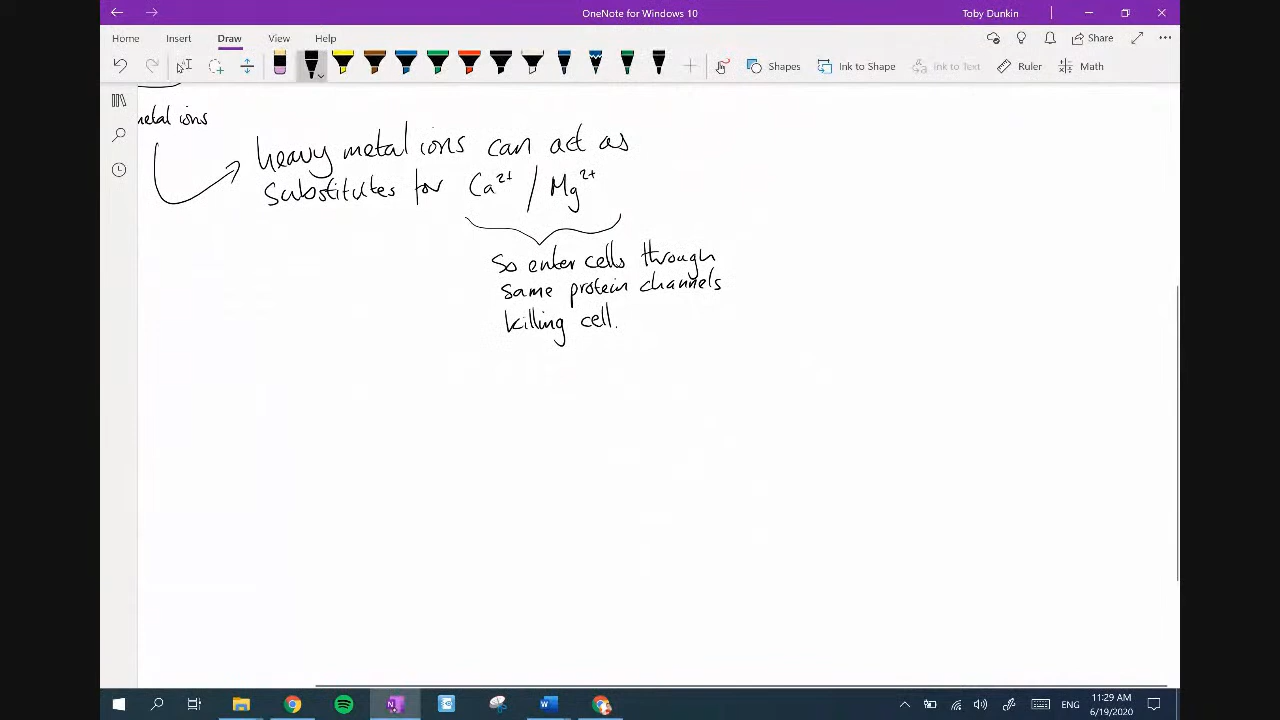 OneNote for Windows 10
Toby Dunkin
Home Insert Draw View Help
Share
Shapes Ink to Shape Ink to Text Ruler Math
metal ions
heavy metal ions can act as
substitutes for Ca²⁺ / Mg²⁺
So enter cells through
same protein channels
killing cell.
N W
ENG
11:29 AM
6/19/2020